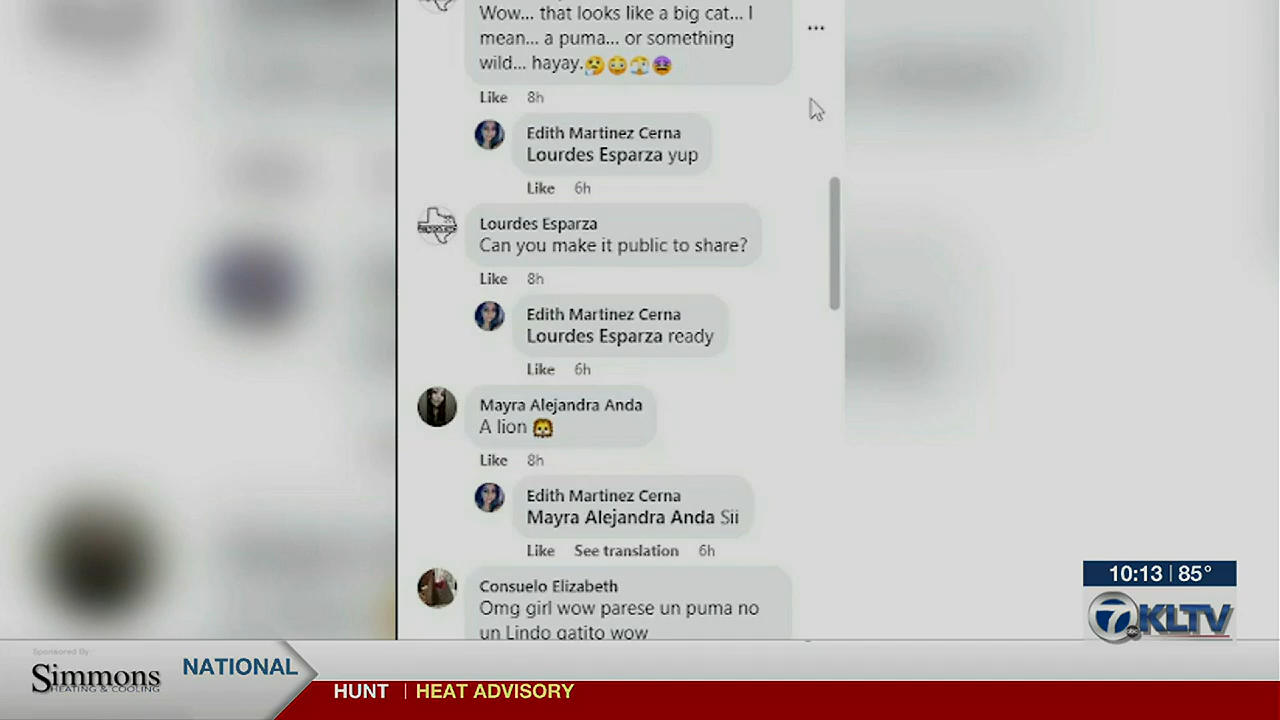 Wow... that looks like a big cat... I
mean... a puma... or something
wild... hayay.😢😳🤧😖
Like 8h
Edith Martinez Cerna
Lourdes Esparza yup
Like 6h
Lourdes Esparza
Can you make it public to share?
Like 8h
Edith Martinez Cerna
Lourdes Esparza ready
Like 6h
Mayra Alejandra Anda
A lion 🦁
Like 8h
Edith Martinez Cerna
Mayra Alejandra Anda Sii
Like See translation 6h
Consuelo Elizabeth
Omg girl wow parese un puma no
un Lindo gatito wow
10:13 | 85°
7 abc KLTV
Sponsored By:
Simmons
HEATING & COOLING
NATIONAL
HUNT | HEAT ADVISORY